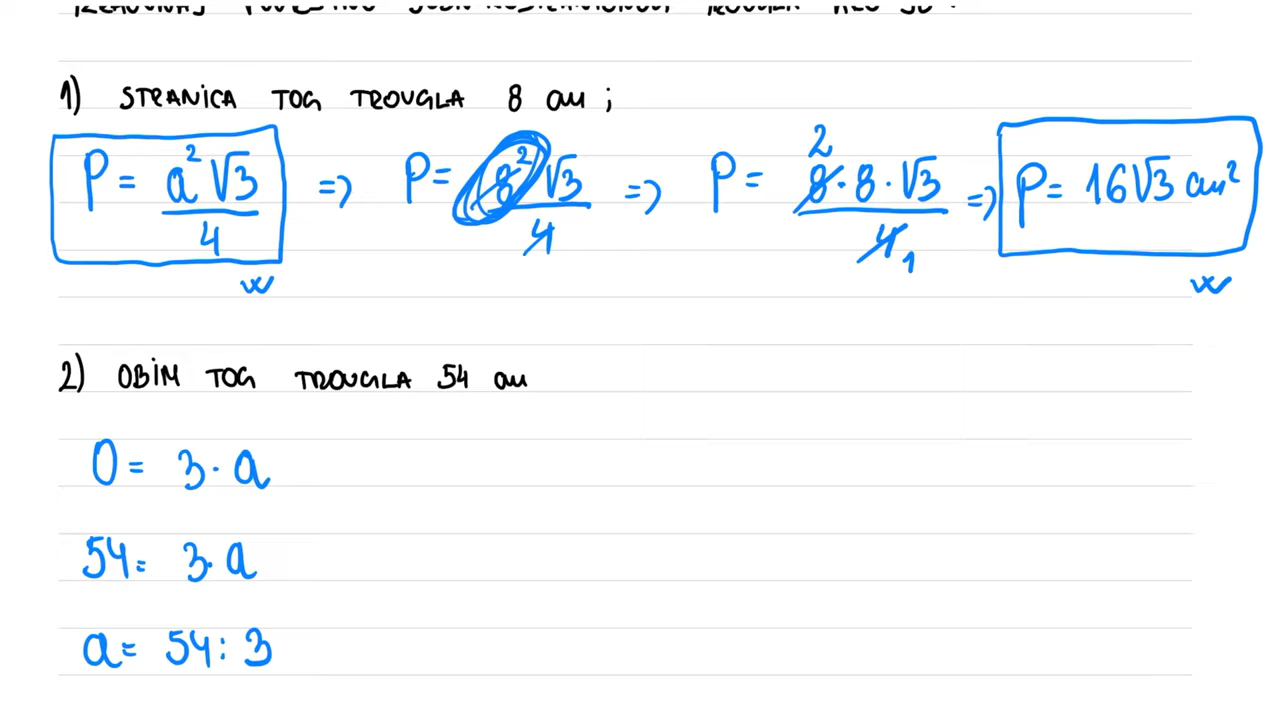 1) STRANICA TOG TROUGLA 8 cm ;
P = a² √3 / 4 => P = 8² √3 / 4 => P = 8 · 8 · √3 / 4 => P = 16√3 cm²
2
1
2) OBIM TOG TROUGLA 54 cm
O = 3 · a
54 = 3 · a
a = 54 : 3